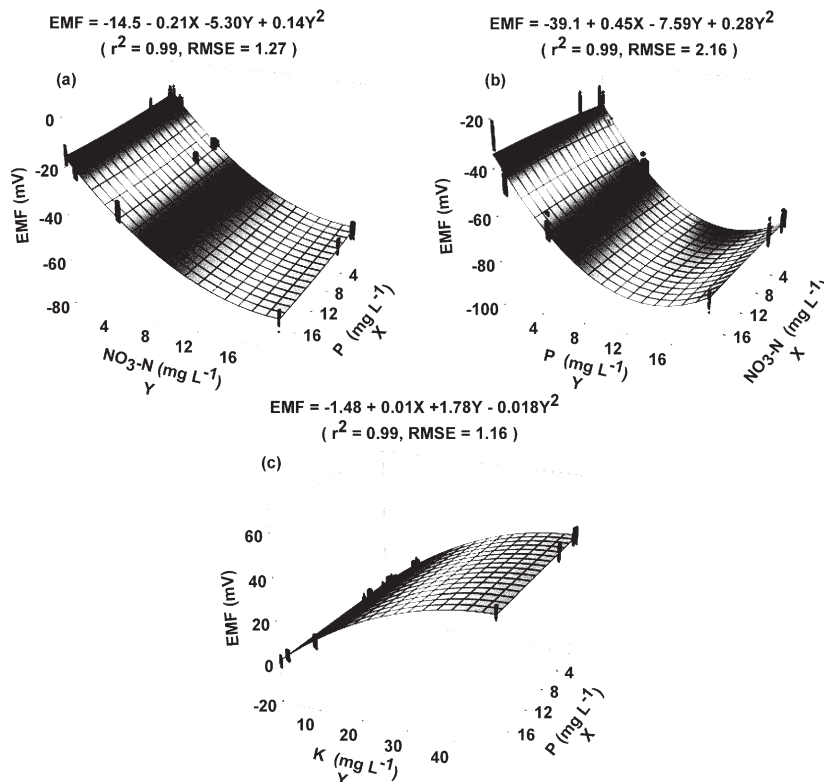 EMF = -14.5 - 0.21X -5.30Y + 0.14Y²
( r² = 0.99, RMSE = 1.27 )
(a)
0
-20
-40
-60
-80
EMF (mV)
4
8
12
16
NO₃-N (mg L⁻¹)
Y
4
8
12
16
P (mg L⁻¹)
X
EMF = -39.1 + 0.45X - 7.59Y + 0.28Y²
( r² = 0.99, RMSE = 2.16 )
(b)
-20
-40
-60
-80
-100
EMF (mV)
4
8
12
16
P (mg L⁻¹)
Y
4
8
12
16
NO₃-N (mg L⁻¹,
X
EMF = -1.48 + 0.01X +1.78Y - 0.018Y²
( r² = 0.99, RMSE = 1.16 )
(c)
60
40
20
0
-20
EMF (mV)
10
20
30
40
K (mg L⁻¹)
Y
4
8
12
16
P (mg L⁻¹)
X